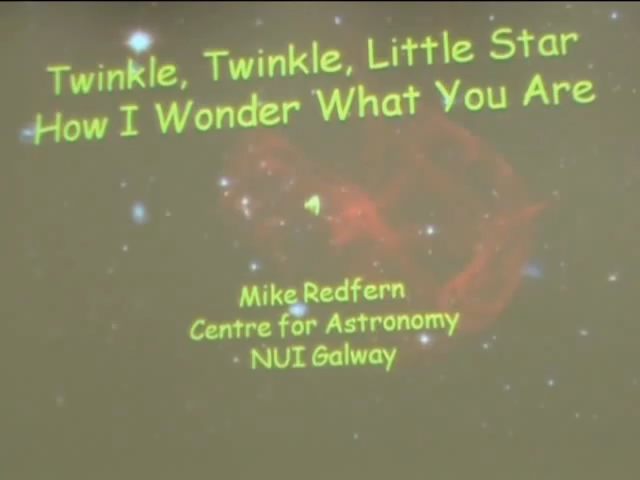 Twinkle, Twinkle, Little Star
How I Wonder What You Are
Mike Redfern
Centre for Astronomy
NUI Galway